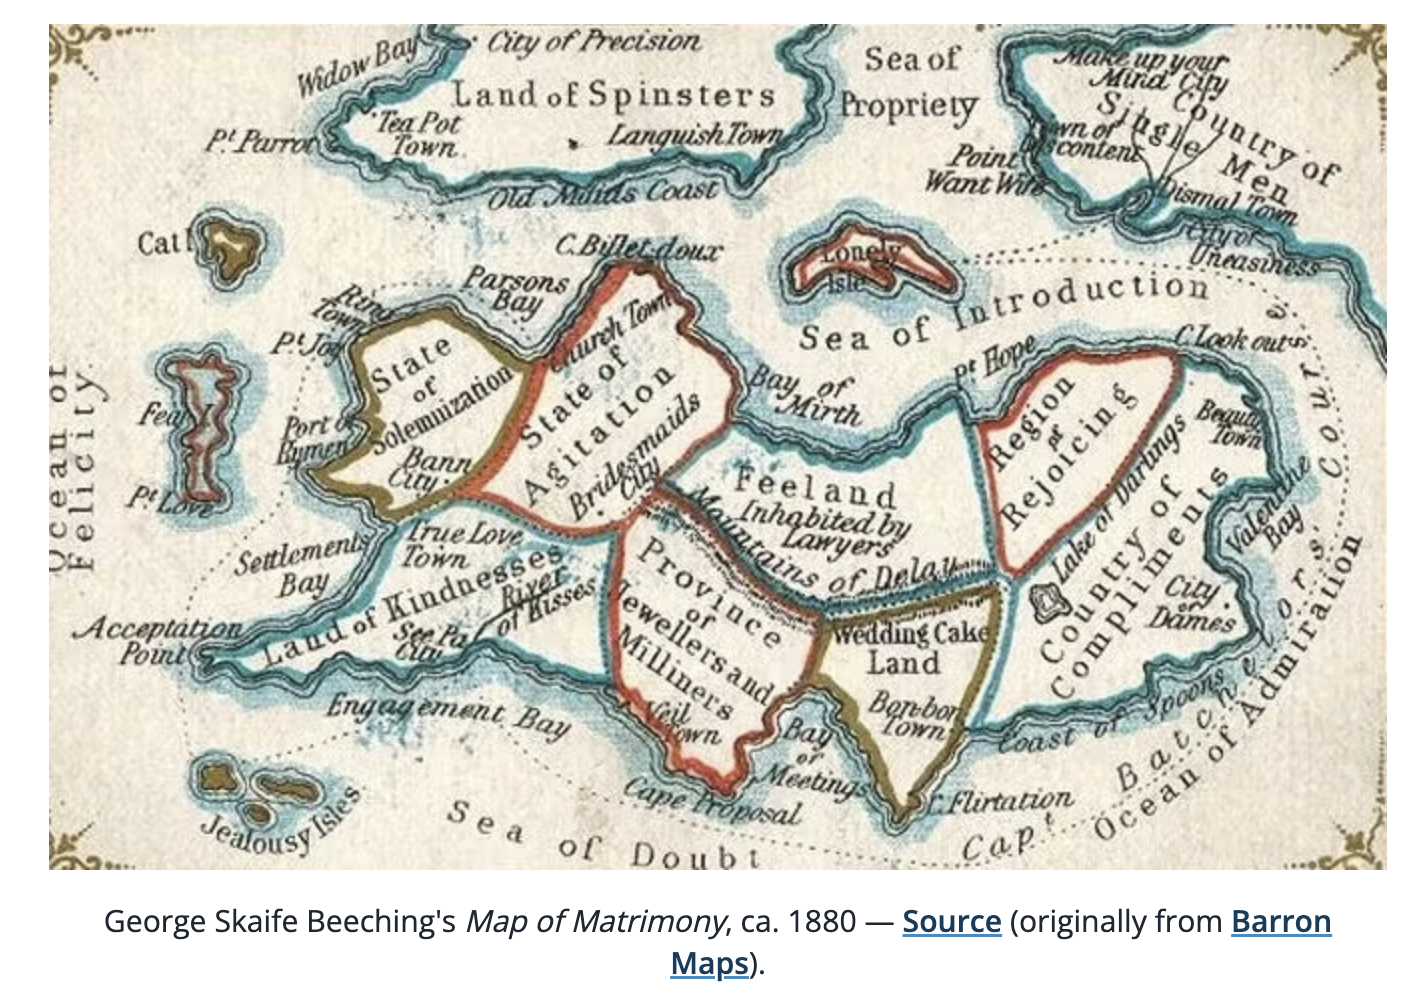 City of Precision
Widow Bay
Land of Spinsters
Tea Pot
Town
Languish Town
Pt. Parrot
Old Maids Coast
Sea of
Propriety
Make up your
Mind City
Country of
Single
Men
Town of
Discontent
Point
Want Wife
Dismal Town
City of
Uneasiness
Cat I
C. Billet-doux
Lonely
Isle
Sea of Introduction
Parsons
Bay
Ring
Town
Pt. Joy
State
of
Solemnization
Church Town
State of
Agitation
Bridesmaids
City
Bay of
Mirth
Pt Hope
C Look out
Region
of
Rejoicing
Beauty
Town
Fear I
Pt. Love
Ocean of
Felicity.
Port
Hymen
Bann
City
Feeland
Inhabited by
Lawyers
Mountains of Delay
Lake of Darlings
Country of
Compliments
Valentine
Bay
City
of
Dames
True Love
Town
Settlements
Bay
Land of Kindnesses
River
of Kisses
See Pa
City
Acceptation
Point
Province
of
Jewellers and
Milliners
Veil
Town
Wedding Cake
Land
Bon-bon
Town
Engagement Bay
Bay
of
Meetings
Cape Proposal
Coast of Spoons
C. Flirtation
Jealousy Isles
Sea of Doubt
Capt. Batchelors Course
Ocean of Admiration
George Skaife Beeching's Map of Matrimony, ca. 1880 — Source (originally from Barron
Maps).